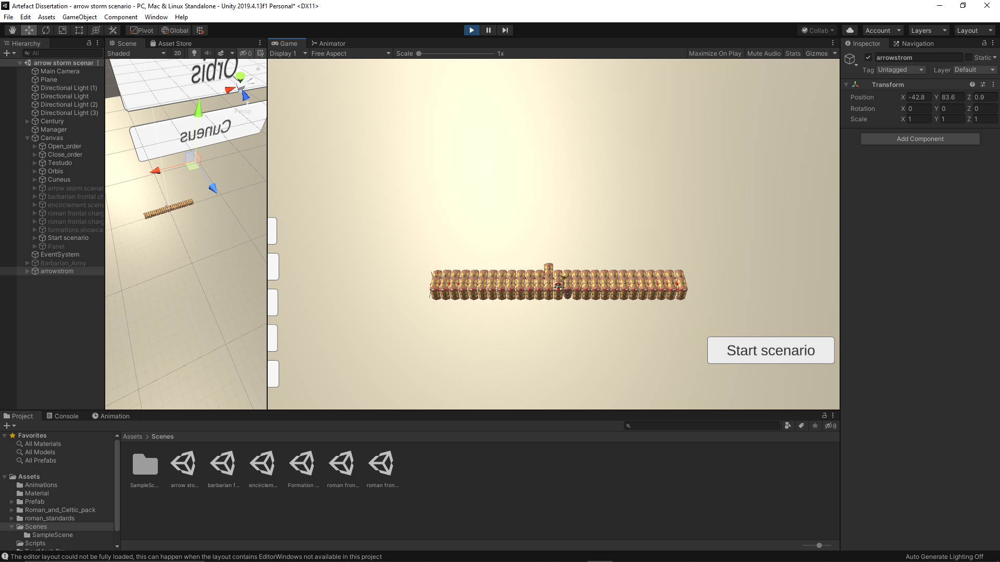 Artefact Dissertation - arrow storm scenario - PC, Mac & Linux Standalone - Unity 2019.4.13f1 Personal* <DX11>
File Edit Assets GameObject Component Window Help
Pivot Global Collab Account Layers Layout
Hierarchy Scene Asset Store Game Animator Inspector Navigation
All Shaded 2D 0 Display 1 Free Aspect Scale 1x Maximize On Play Mute Audio Stats Gizmos
arrow storm scenar
Main Camera
Plane
Directional Light (1)
Directional Light
Directional Light (2)
Directional Light (3)
Century
Manager
Canvas
Open_order
Close_order
Testudo
Orbis
Cuneus
arrow storm scenar
barbarian frontal ch
encirclement scena
roman frontal charg
roman frontal charg
formations showca
Start scenario
Panel
EventSystem
Barbarian_Army
arrowstrom
Orbis
z
Persp
Cuneus
Start scenario
arrowstrom Static
Tag Untagged Layer Default
Transform
Position X -42.8 Y 83.6 Z 0.9
Rotation X 0 Y 0 Z 0
Scale X 1 Y 1 Z 1
Add Component
Project Console Animation
8
Favorites
All Materials
All Models
All Prefabs
Assets
Animations
Material
Prefab
Roman_and_Celtic_pack
roman_standards
Scenes
SampleScene
Scripts
Assets > Scenes
SampleSc... arrow sto... barbarian f... encirclem... Formation ... roman fron... roman fron...
The editor layout could not be fully loaded, this can happen when the layout contains EditorWindows not available in this project
Auto Generate Lighting Off